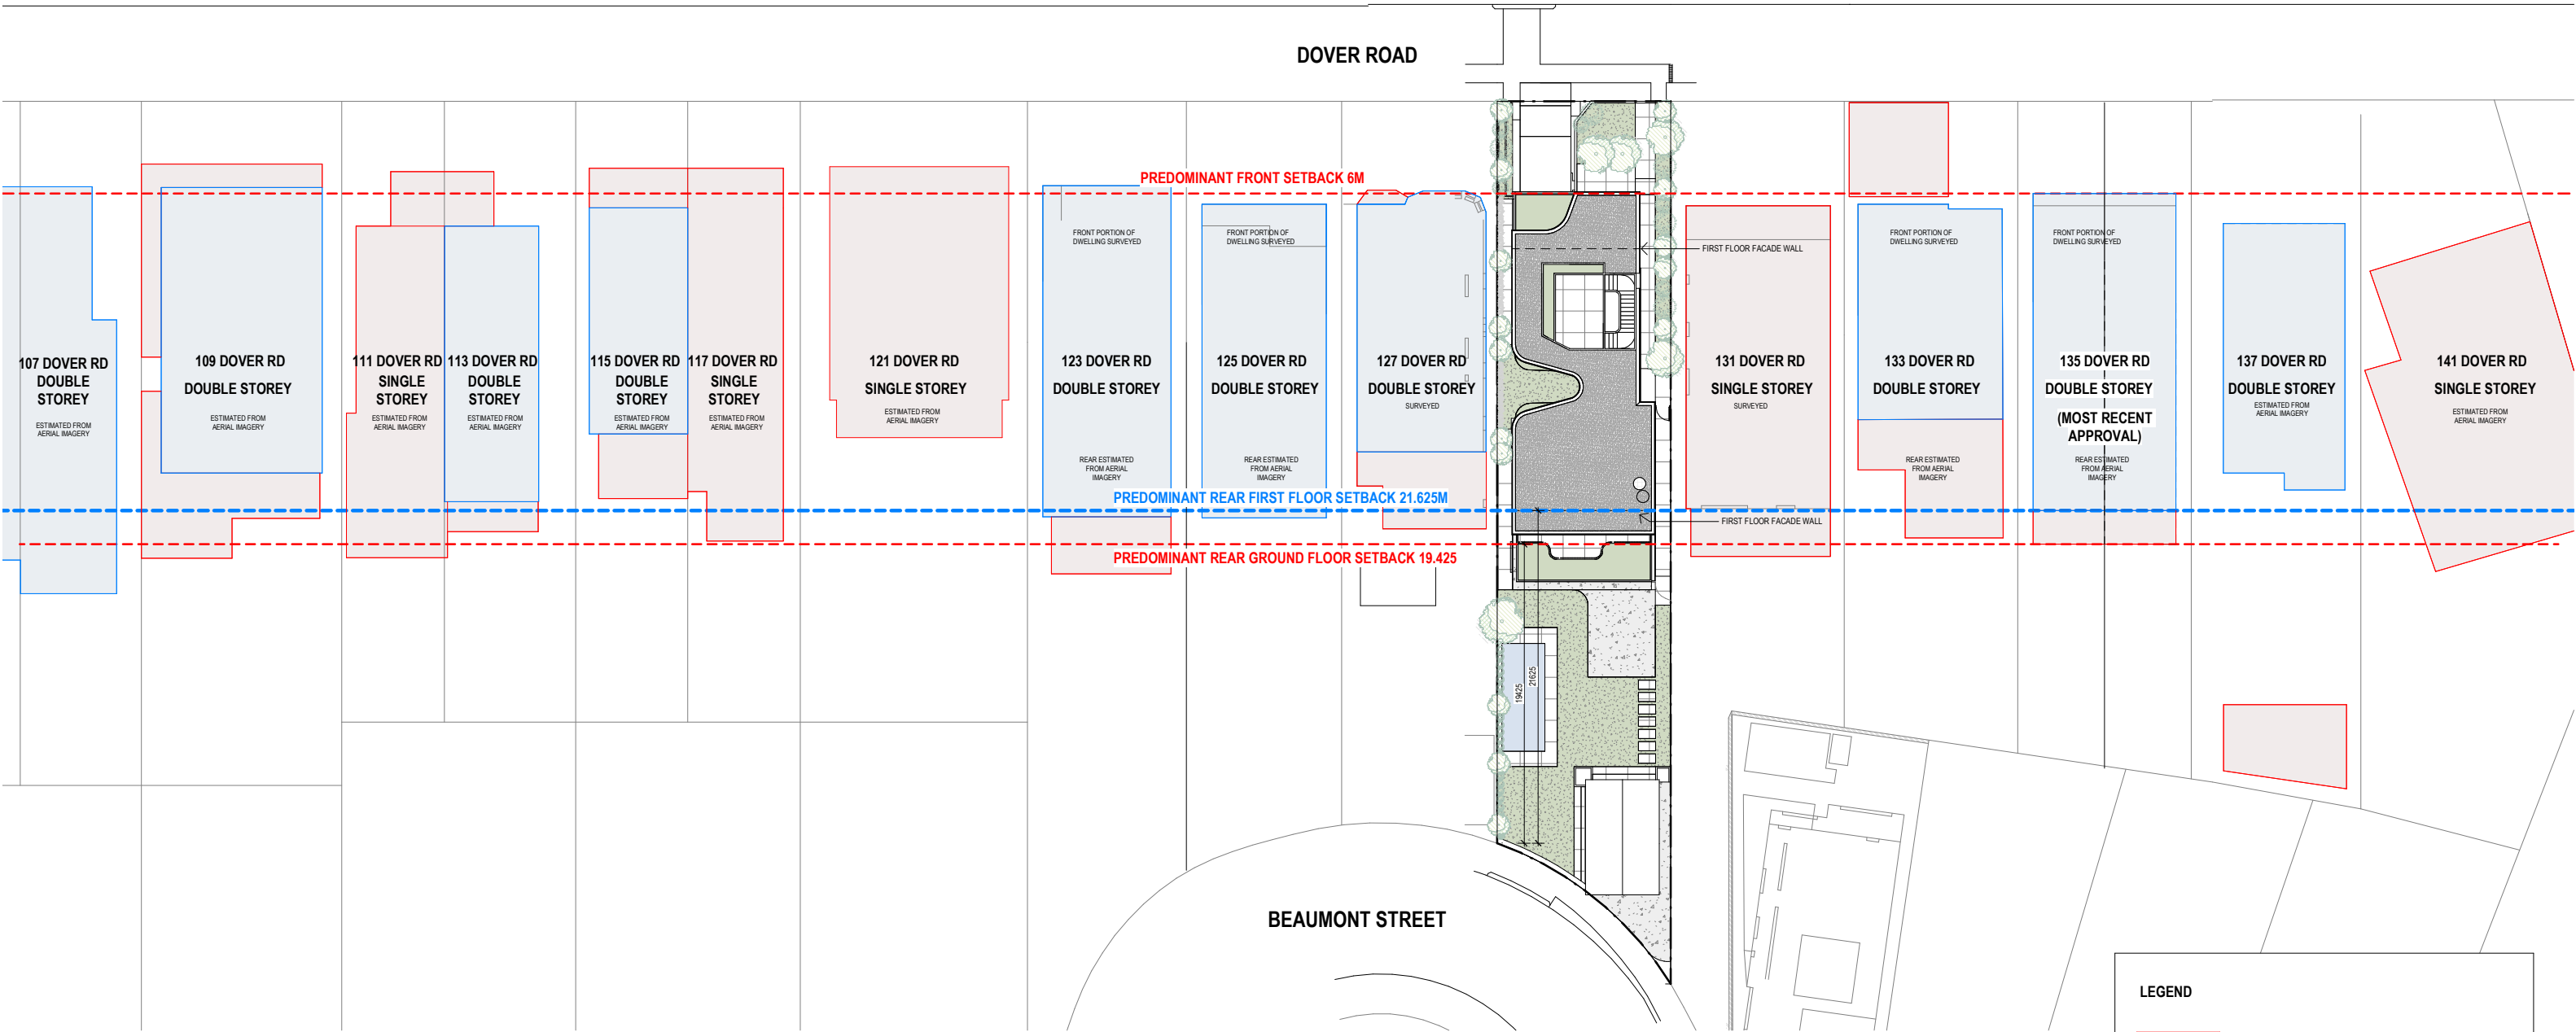 DOVER ROAD
PREDOMINANT FRONT SETBACK 6M
107 DOVER RD
DOUBLE
STOREY
ESTIMATED FROM
AERIAL IMAGERY
109 DOVER RD
DOUBLE STOREY
ESTIMATED FROM
AERIAL IMAGERY
111 DOVER RD
SINGLE
STOREY
ESTIMATED FROM
AERIAL IMAGERY
113 DOVER RD
DOUBLE
STOREY
ESTIMATED FROM
AERIAL IMAGERY
115 DOVER RD
DOUBLE
STOREY
ESTIMATED FROM
AERIAL IMAGERY
117 DOVER RD
SINGLE
STOREY
ESTIMATED FROM
AERIAL IMAGERY
121 DOVER RD
SINGLE STOREY
ESTIMATED FROM
AERIAL IMAGERY
FRONT PORTION OF
DWELLING SURVEYED
123 DOVER RD
DOUBLE STOREY
REAR ESTIMATED
FROM AERIAL
IMAGERY
FRONT PORTION OF
DWELLING SURVEYED
125 DOVER RD
DOUBLE STOREY
REAR ESTIMATED
FROM AERIAL
IMAGERY
127 DOVER RD
DOUBLE STOREY
SURVEYED
FIRST FLOOR FACADE WALL
131 DOVER RD
SINGLE STOREY
SURVEYED
FRONT PORTION OF
DWELLING SURVEYED
133 DOVER RD
DOUBLE STOREY
REAR ESTIMATED
FROM AERIAL
IMAGERY
FRONT PORTION OF
DWELLING SURVEYED
135 DOVER RD
DOUBLE STOREY
(MOST RECENT
APPROVAL)
REAR ESTIMATED
FROM AERIAL
IMAGERY
137 DOVER RD
DOUBLE STOREY
ESTIMATED FROM
AERIAL IMAGERY
141 DOVER RD
SINGLE STOREY
ESTIMATED FROM
AERIAL IMAGERY
PREDOMINANT REAR FIRST FLOOR SETBACK 21.625M
FIRST FLOOR FACADE WALL
PREDOMINANT REAR GROUND FLOOR SETBACK 19.425
19425
21625
BEAUMONT STREET
LEGEND